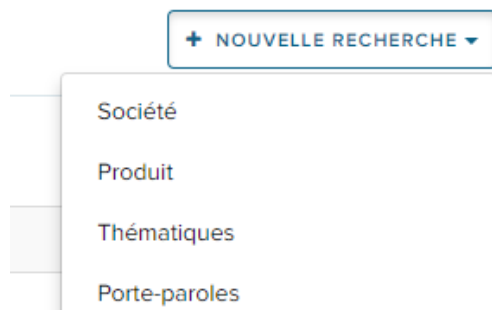 + NOUVELLE RECHERCHE
Société
Produit
Thématiques
Porte-paroles